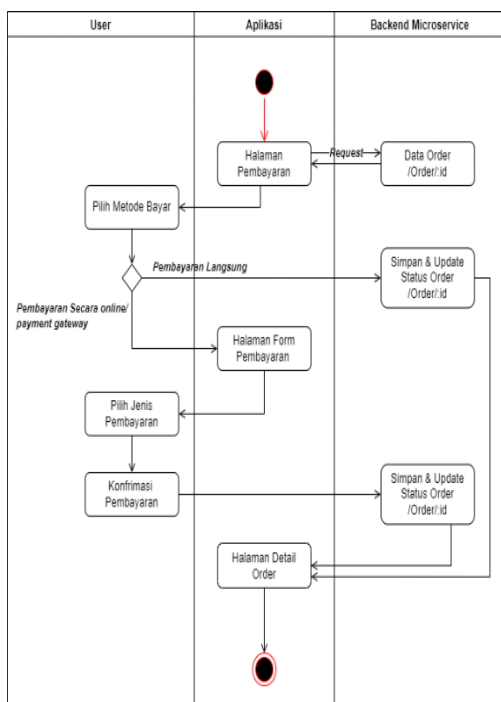 User
Aplikasi
Backend Microservice
Halaman
Pembayaran
Request
Data Order
/Order/:id
Pilih Metode Bayar
Pembayaran Langsung
Simpan & Update
Status Order
/Order/:id
Pembayaran Secara online/
payment gateway
Halaman Form
Pembayaran
Pilih Jenis
Pembayaran
Konfrimasi
Pembayaran
Simpan & Update
Status Order
/Order/:id
Halaman Detail
Order